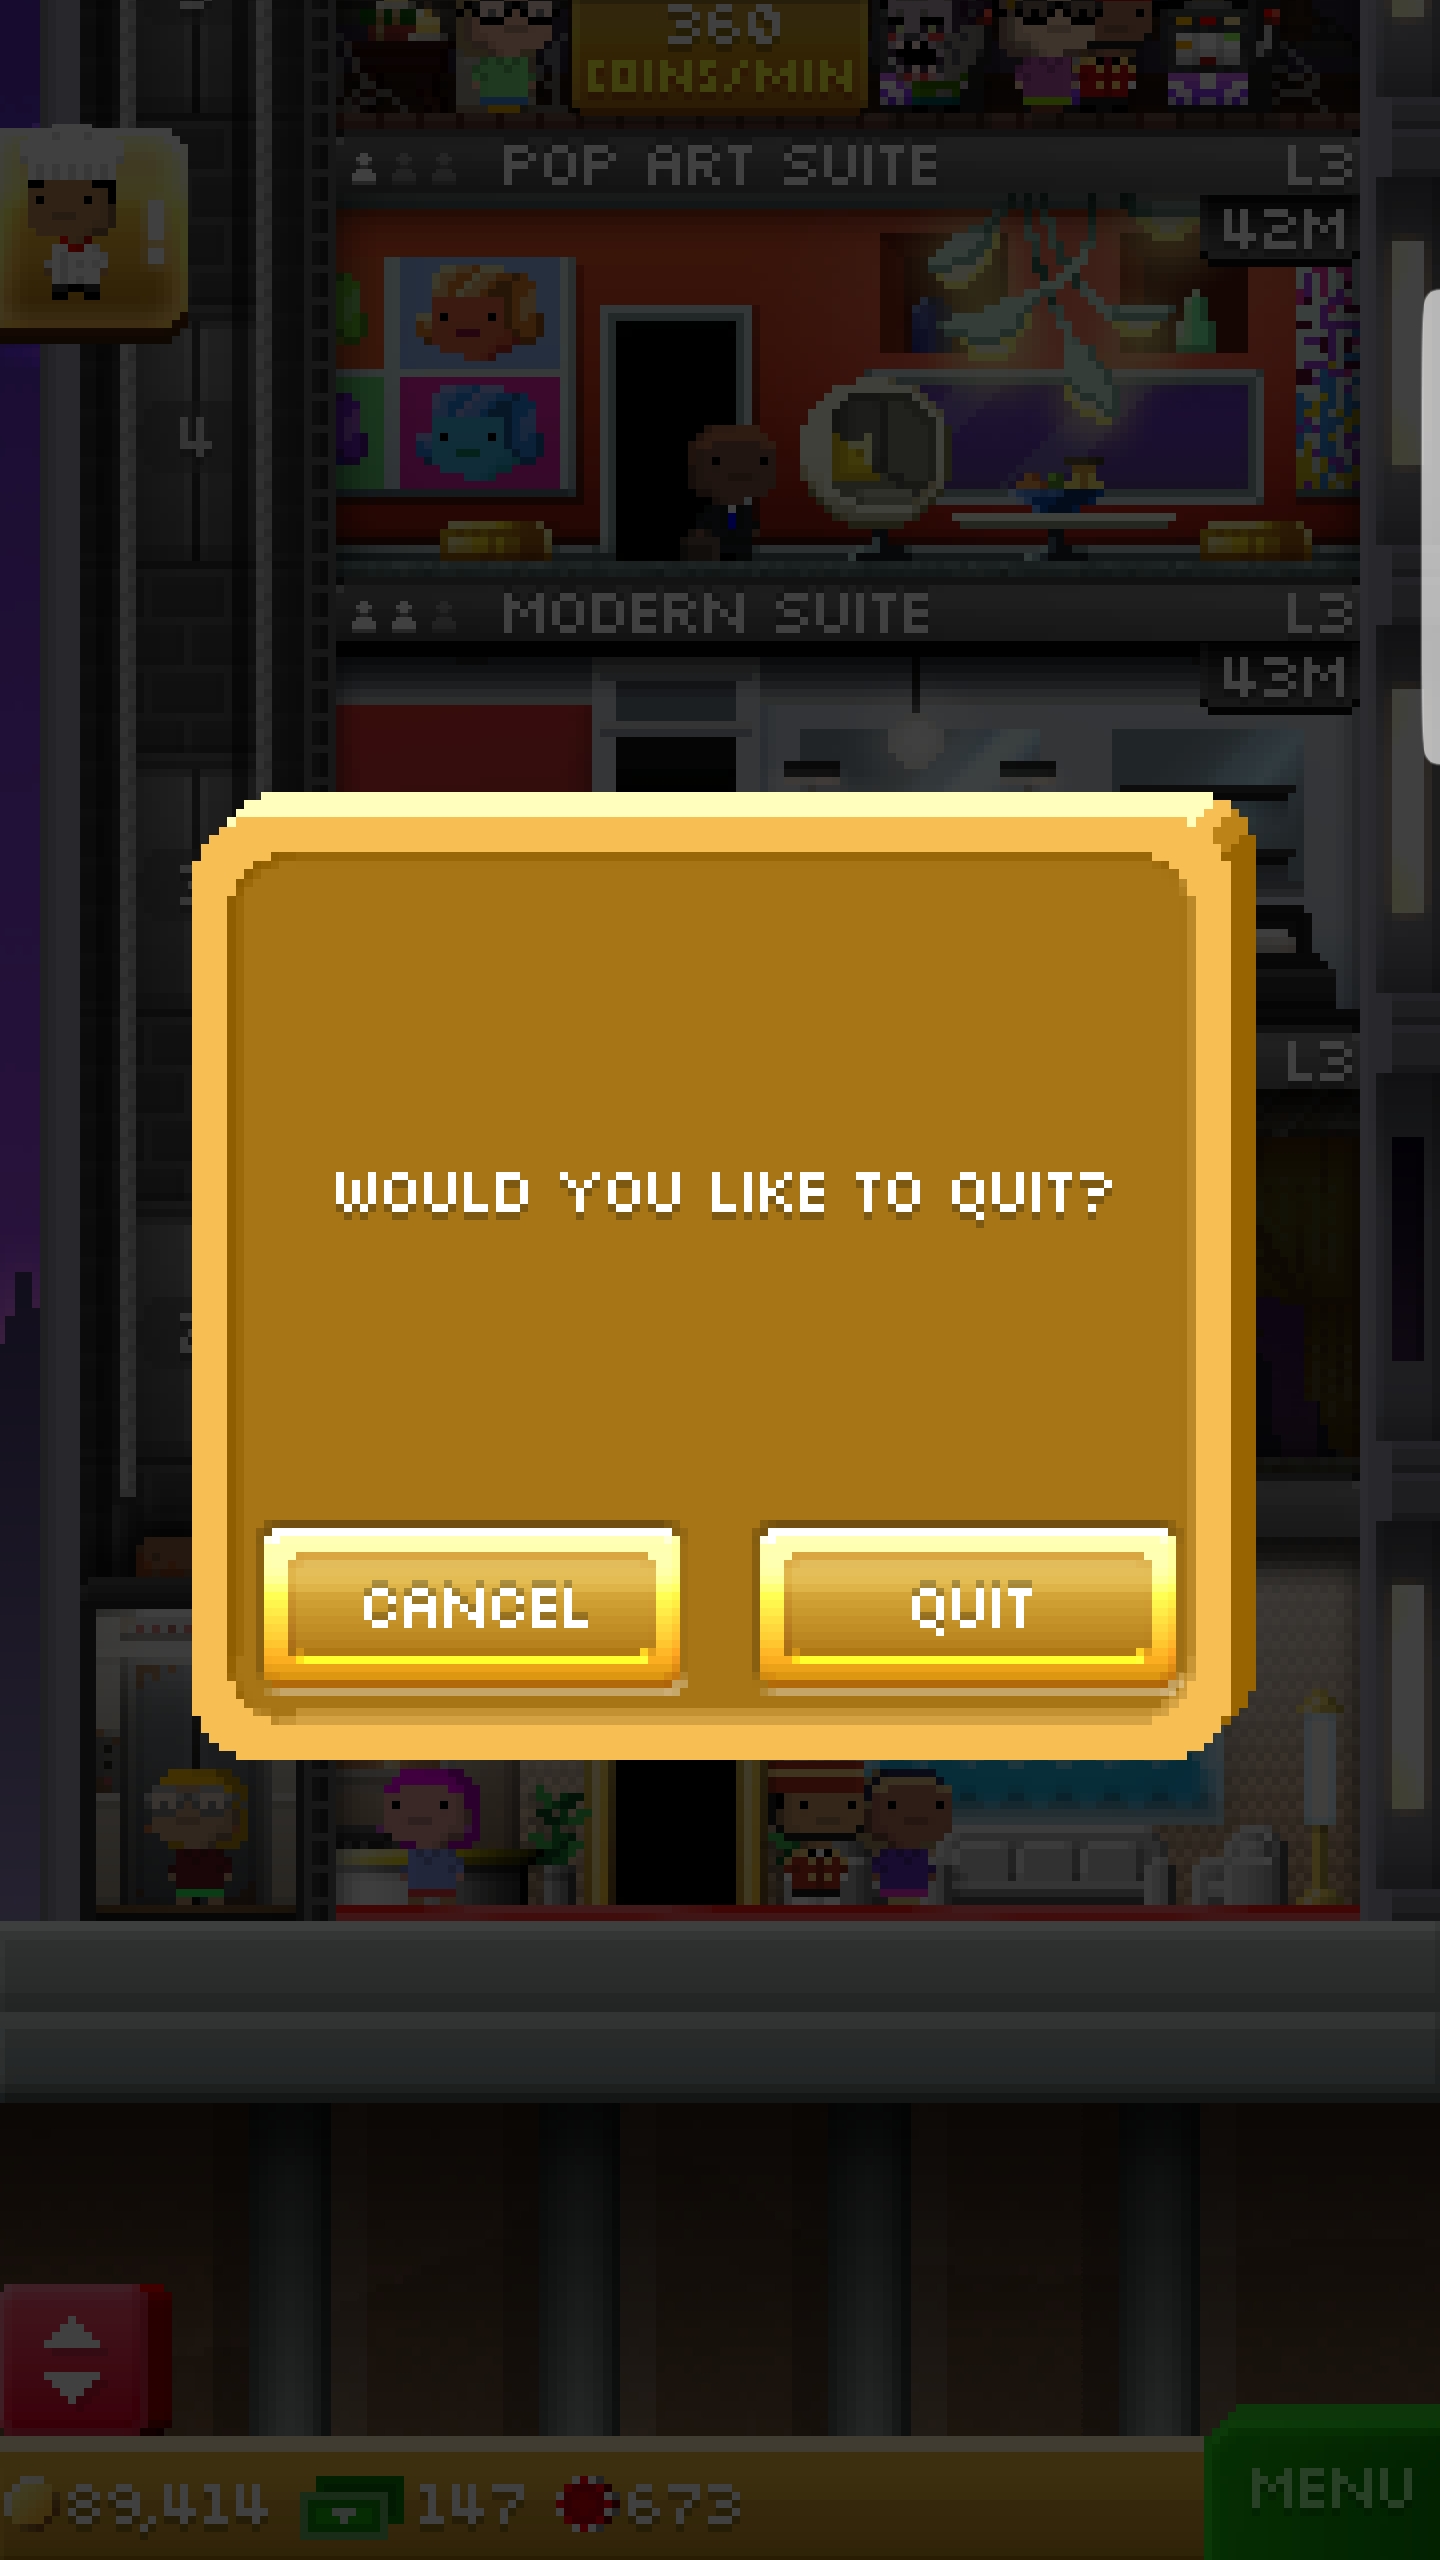 360
COINS/MIN
POP ART SUITE L3
42M
4
MODERN SUITE L3
43M
L3
WOULD YOU LIKE TO QUIT?
CANCEL QUIT
89,414 147 673
MENU